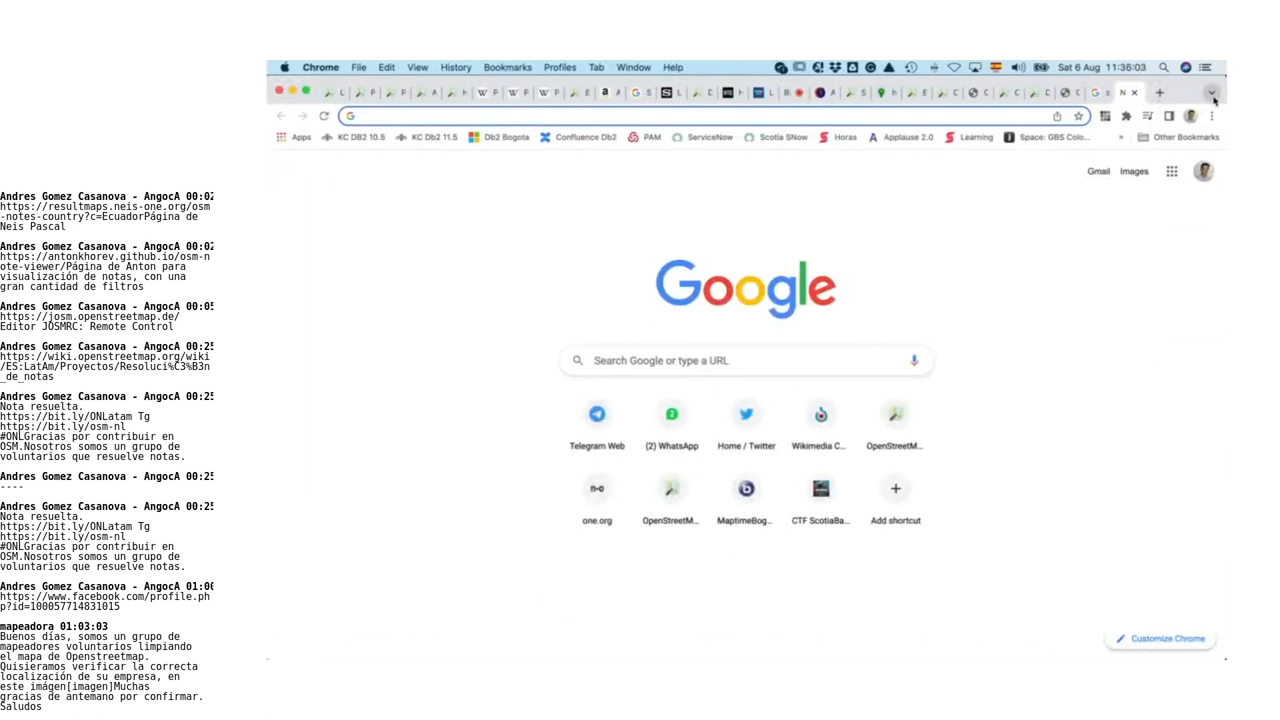 Andres Gomez Casanova - AngocA 00:02
https://resultmaps.neis-one.org/osm
-notes-country?c=EcuadorPágina de
Neis Pascal
Andres Gomez Casanova - AngocA 00:02
https://antonkhorev.github.io/osm-n
ote-viewer/Página de Anton para
visualización de notas, con una
gran cantidad de filtros
Andres Gomez Casanova - AngocA 00:05
https://josm.openstreetmap.de/
Editor JOSMRC: Remote Control
Andres Gomez Casanova - AngocA 00:25
https://wiki.openstreetmap.org/wiki
/ES:LatAm/Proyectos/Resoluci%C3%B3n
_de_notas
Andres Gomez Casanova - AngocA 00:25
Nota resuelta.
https://bit.ly/ONLatam Tg
https://bit.ly/osm-nl
#ONLGracias por contribuir en
OSM.Nosotros somos un grupo de
voluntarios que resuelve notas.
Andres Gomez Casanova - AngocA 00:25
----
Andres Gomez Casanova - AngocA 00:25
Nota resuelta.
https://bit.ly/ONLatam Tg
https://bit.ly/osm-nl
#ONLGracias por contribuir en
OSM.Nosotros somos un grupo de
voluntarios que resuelve notas.
Andres Gomez Casanova - AngocA 01:00
https://www.facebook.com/profile.ph
p?id=100057714831015
mapeadora 01:03:03
Buenos días, somos un grupo de
mapeadores voluntarios limpiando
el mapa de Openstreetmap.
Quisieramos verificar la correcta
localización de su empresa, en
este imágen[imagen]Muchas
gracias de antemano por confirmar.
Saludos
Chrome File Edit View History Bookmarks Profiles Tab Window Help Sat 6 Aug 11:36:03
Apps KC DB2 10.5 KC Db2 11.5 Db2 Bogota Confluence Db2 PAM ServiceNow Scotia SNow Horas Applause 2.0 Learning Space: GBS Colo... » Other Bookmarks
Gmail Images
Google
Search Google or type a URL
Telegram Web (2) WhatsApp Home / Twitter Wikimedia C... OpenStreetM...
one.org OpenStreetM... MaptimeBog... CTF ScotiaBa... Add shortcut
Customize Chrome